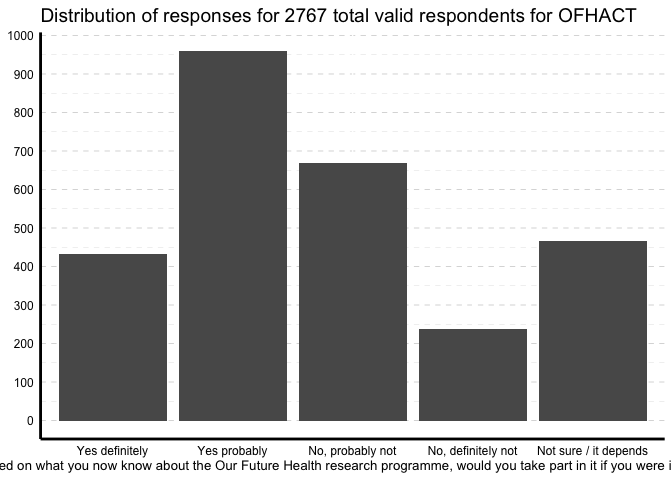 Distribution of responses for 2767 total valid respondents for OFHACT
1000
900
800
700
600
500
400
300
200
100
0
Yes definitely
Yes probably
No, probably not
No, definitely not
Not sure / it depends
ed on what you now know about the Our Future Health research programme, would you take part in it if you were i